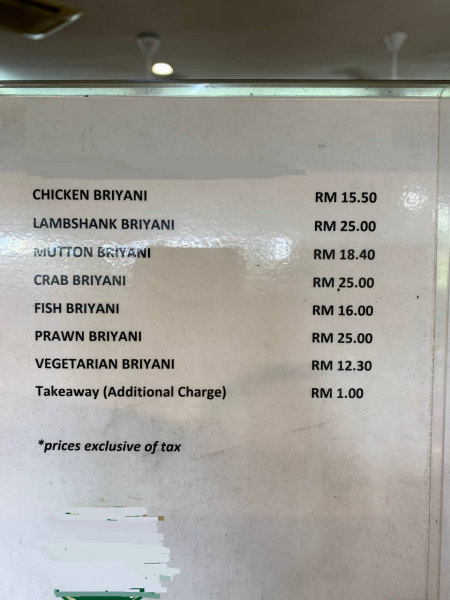 CHICKEN BRIYANI RM 15.50
LAMBSHANK BRIYANI RM 25.00
MUTTON BRIYANI RM 18.40
CRAB BRIYANI RM 25.00
FISH BRIYANI RM 16.00
PRAWN BRIYANI RM 25.00
VEGETARIAN BRIYANI RM 12.30
Takeaway (Additional Charge) RM 1.00
*prices exclusive of tax